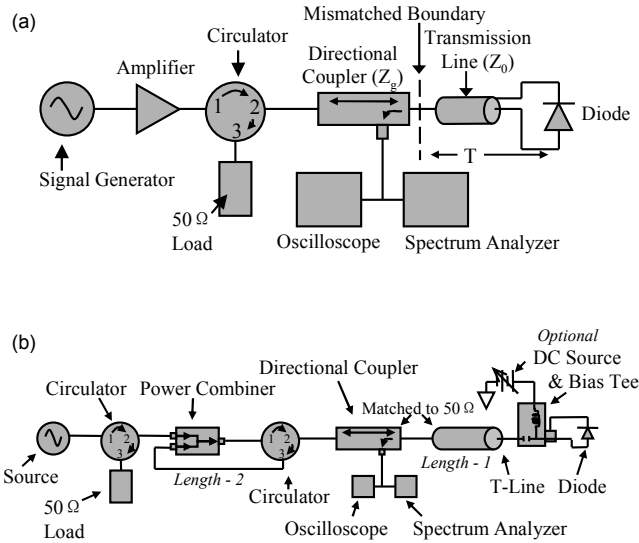 (a)
Mismatched Boundary
Circulator
Directional
Coupler (Zg)
Transmission
Line (Z0)
Amplifier
1
2
3
Diode
T
Signal Generator
50 Ω
Load
Oscilloscope
Spectrum Analyzer
(b)
Optional
DC Source
& Bias Tee
Directional Coupler
Circulator
Power Combiner
Matched to 50 Ω
1
2
3
1
2
3
Source
Length - 2
Length - 1
Circulator
T-Line
Diode
50 Ω
Load
Oscilloscope
Spectrum Analyzer